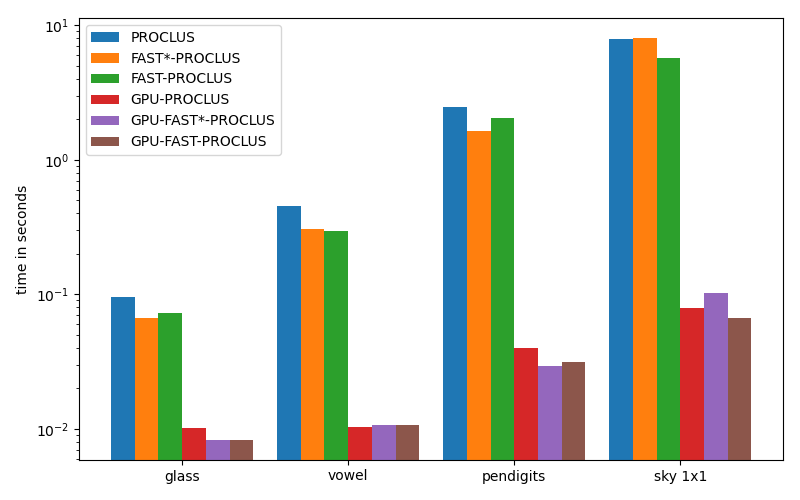 PROCLUS
FAST*-PROCLUS
FAST-PROCLUS
GPU-PROCLUS
GPU-FAST*-PROCLUS
GPU-FAST-PROCLUS
time in seconds
10¹
10⁰
10⁻¹
10⁻²
glass vowel pendigits sky 1x1